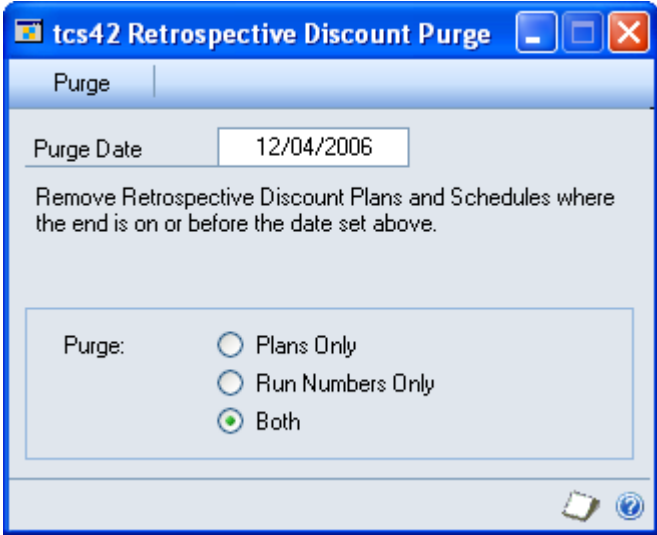 tcs42 Retrospective Discount Purge
Purge
Purge Date 12/04/2006
Remove Retrospective Discount Plans and Schedules where
the end is on or before the date set above.
Purge: Plans Only
Run Numbers Only
Both